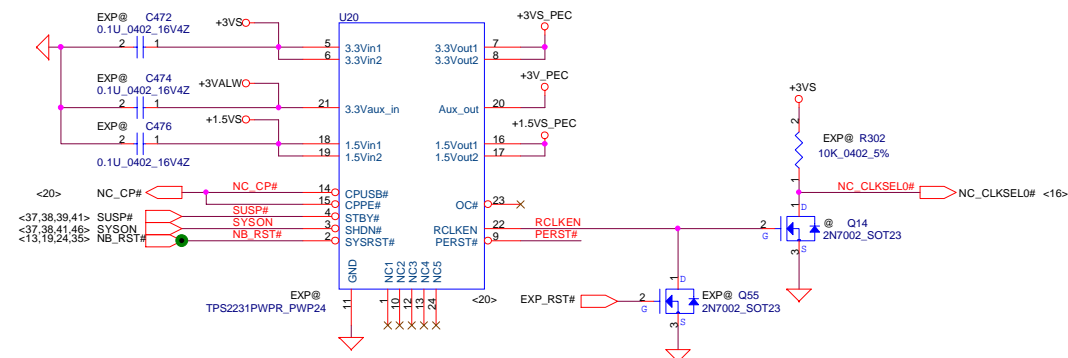 EXP@ C472
0.1U_0402_16V4Z
2 1
+3VS
U20
+3VS_PEC
5 3.3Vin1 3.3Vout1 7
6 3.3Vin2 3.3Vout2 8
EXP@ C474
0.1U_0402_16V4Z
2 1
+3VALW
+3V_PEC
21 3.3Vaux_in Aux_out 20
EXP@ C476
2 1
0.1U_0402_16V4Z
+1.5VS
+1.5VS_PEC
18 1.5Vin1 1.5Vout1 16
19 1.5Vin2 1.5Vout2 17
+3VS
2
EXP@ R302
10K_0402_5%
1
<20> NC_CP# NC_CP# 14 CPUSB#
15 CPPE# OC# 23
NC_CLKSEL0# NC_CLKSEL0# <16>
<37,38,39,41> SUSP# SUSP# 4 STBY#
<37,38,41,46> SYSON SYSON 3 SHDN# RCLKEN 22 RCLKEN
<13,19,24,35> NB_RST# NB_RST# 2 SYSRST# PERST# 9 PERST#
1 D
2 G
3 S
@ Q14
2N7002_SOT23
GND NC1 NC2 NC3 NC4 NC5
11 1 10 12 13 24
EXP@
TPS2231PWPR_PWP24
<20> EXP_RST#
1 D
2 G
3 S
EXP@ Q55
2N7002_SOT23